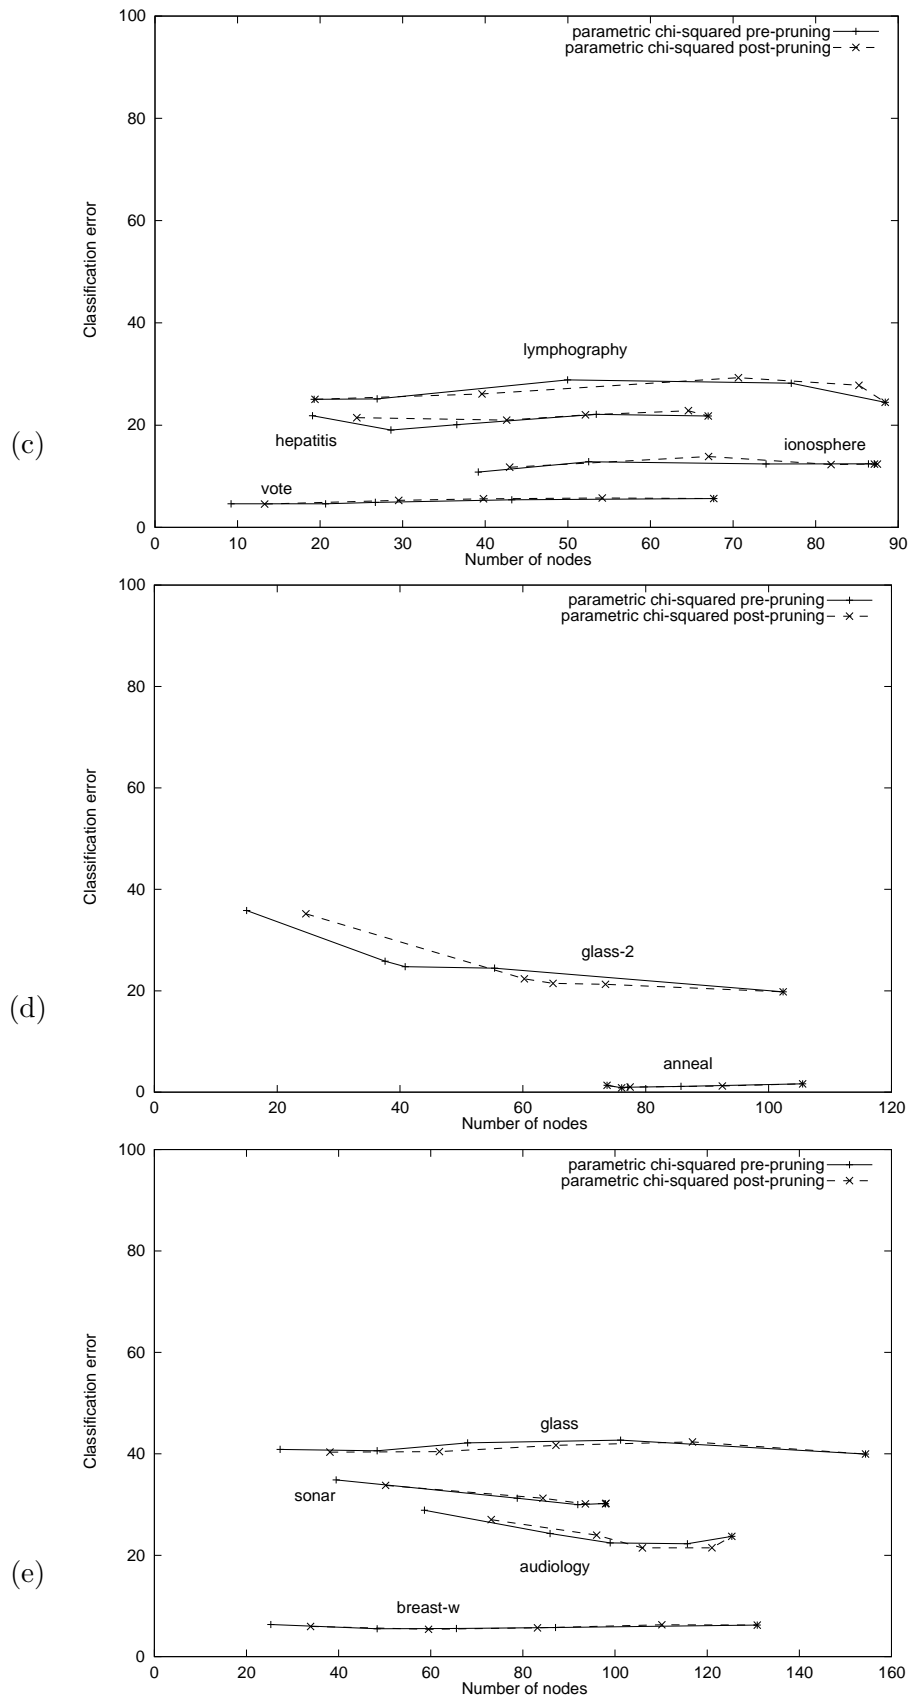 100
parametric chi-squared pre-pruning
parametric chi-squared post-pruning
80
60
Classification error
40
lymphography
20
hepatitis
ionosphere
(c)
vote
0
0 10 20 30 40 50 60 70 80 90
Number of nodes
100
parametric chi-squared pre-pruning
parametric chi-squared post-pruning
80
60
Classification error
40
glass-2
20
(d)
anneal
0
0 20 40 60 80 100 120
Number of nodes
100
parametric chi-squared pre-pruning
parametric chi-squared post-pruning
80
60
Classification error
glass
40
sonar
20
audiology
(e)
breast-w
0
0 20 40 60 80 100 120 140 160
Number of nodes